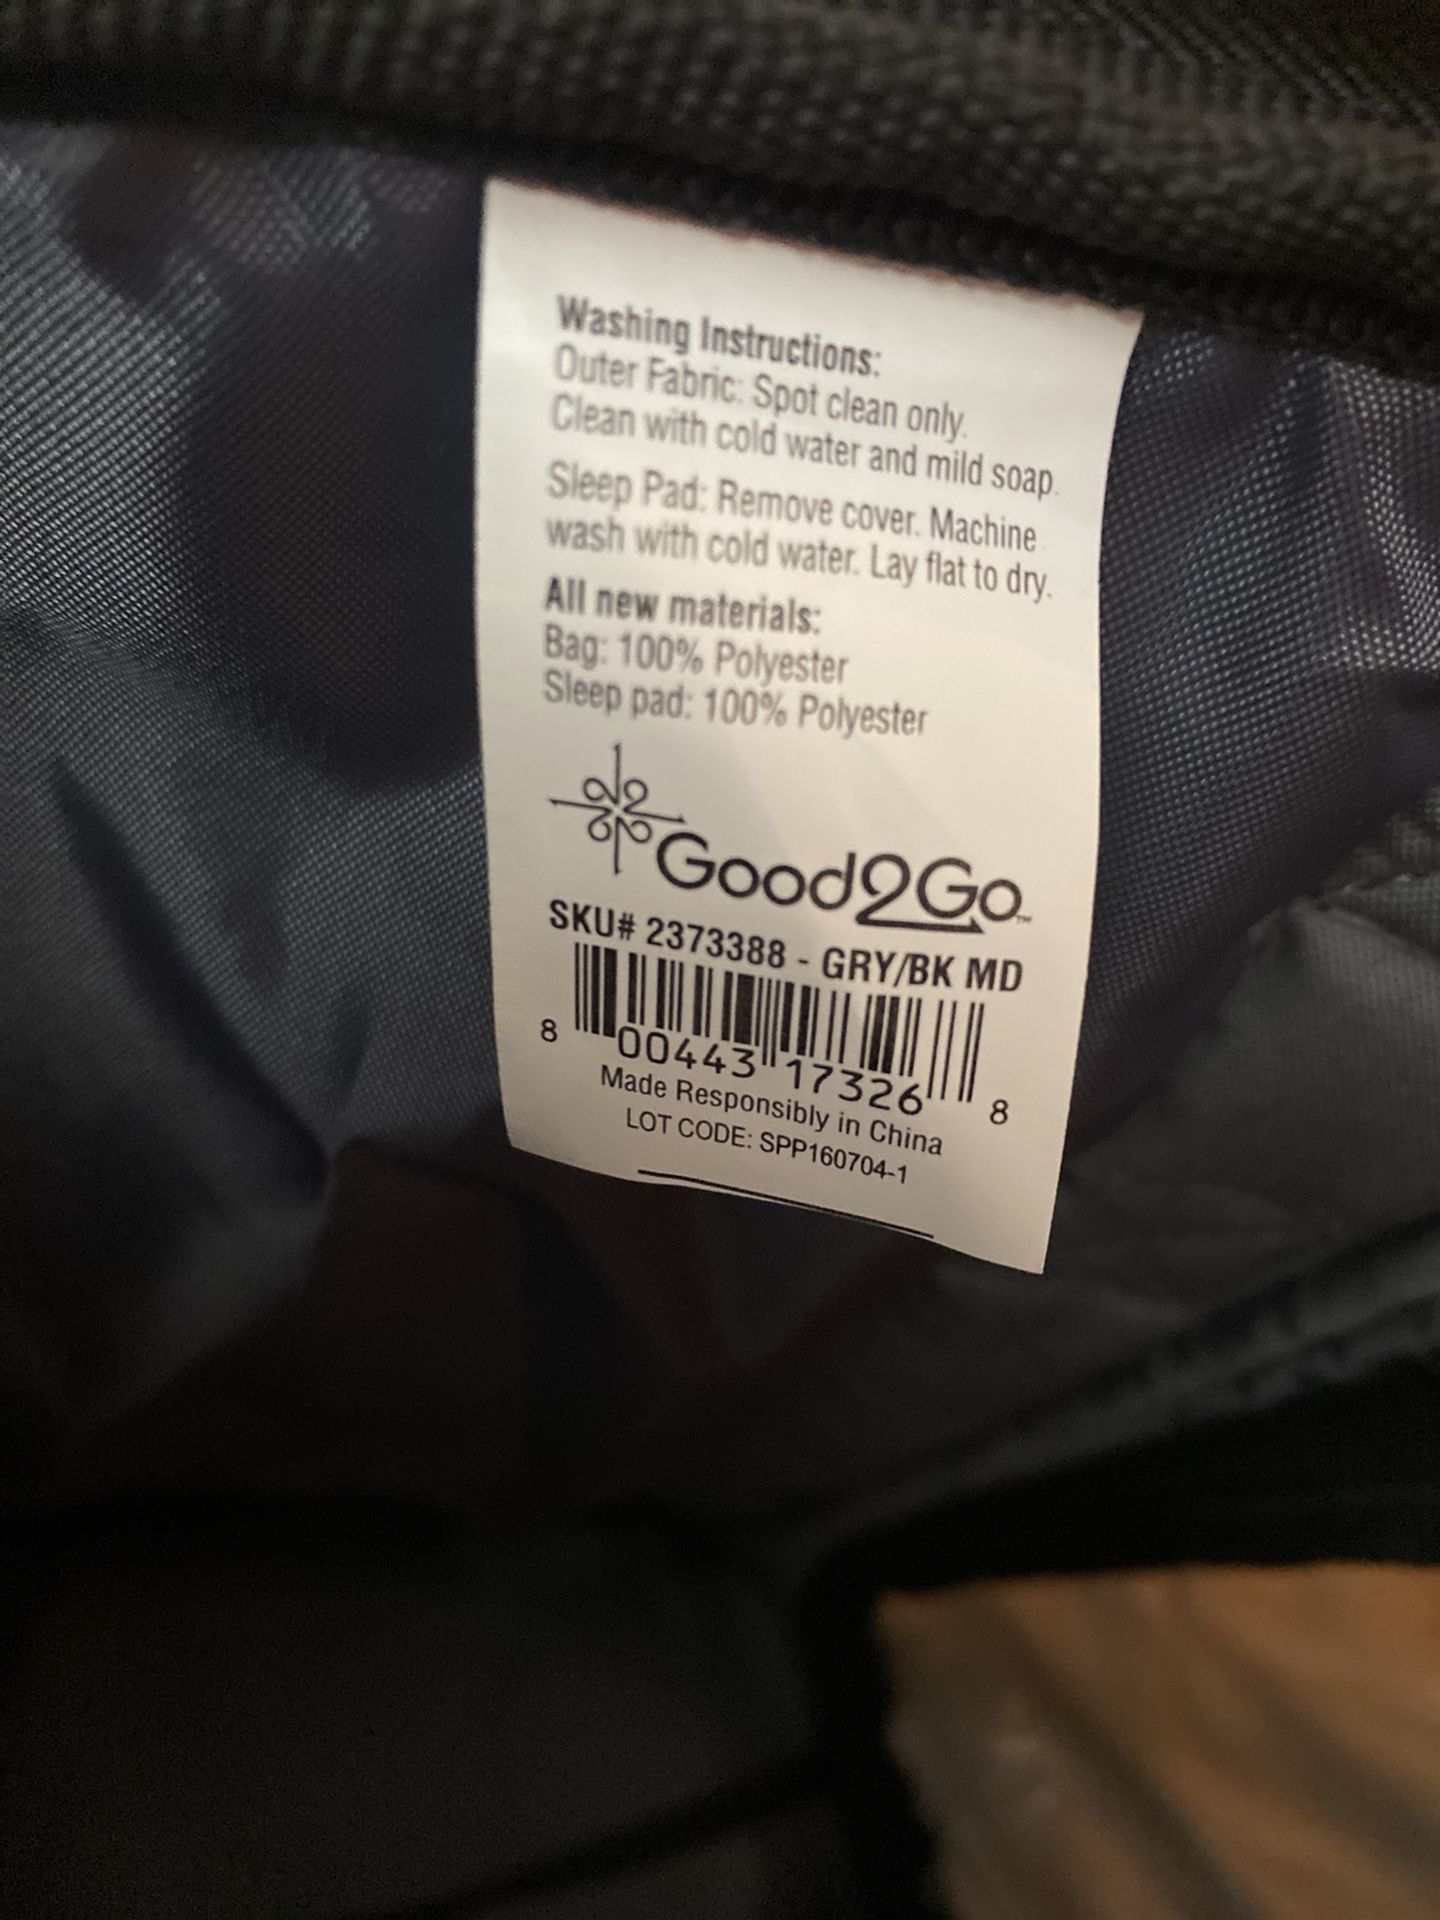 Washing Instructions:
Outer Fabric: Spot clean only.
Clean with cold water and mild soap.
Sleep Pad: Remove cover. Machine
wash with cold water. Lay flat to dry.
All new materials:
Bag: 100% Polyester
Sleep pad: 100% Polyester
Good2Go™
SKU# 2373388 - GRY/BK MD
8 00443 17326 8
Made Responsibly in China
LOT CODE: SPP160704-1